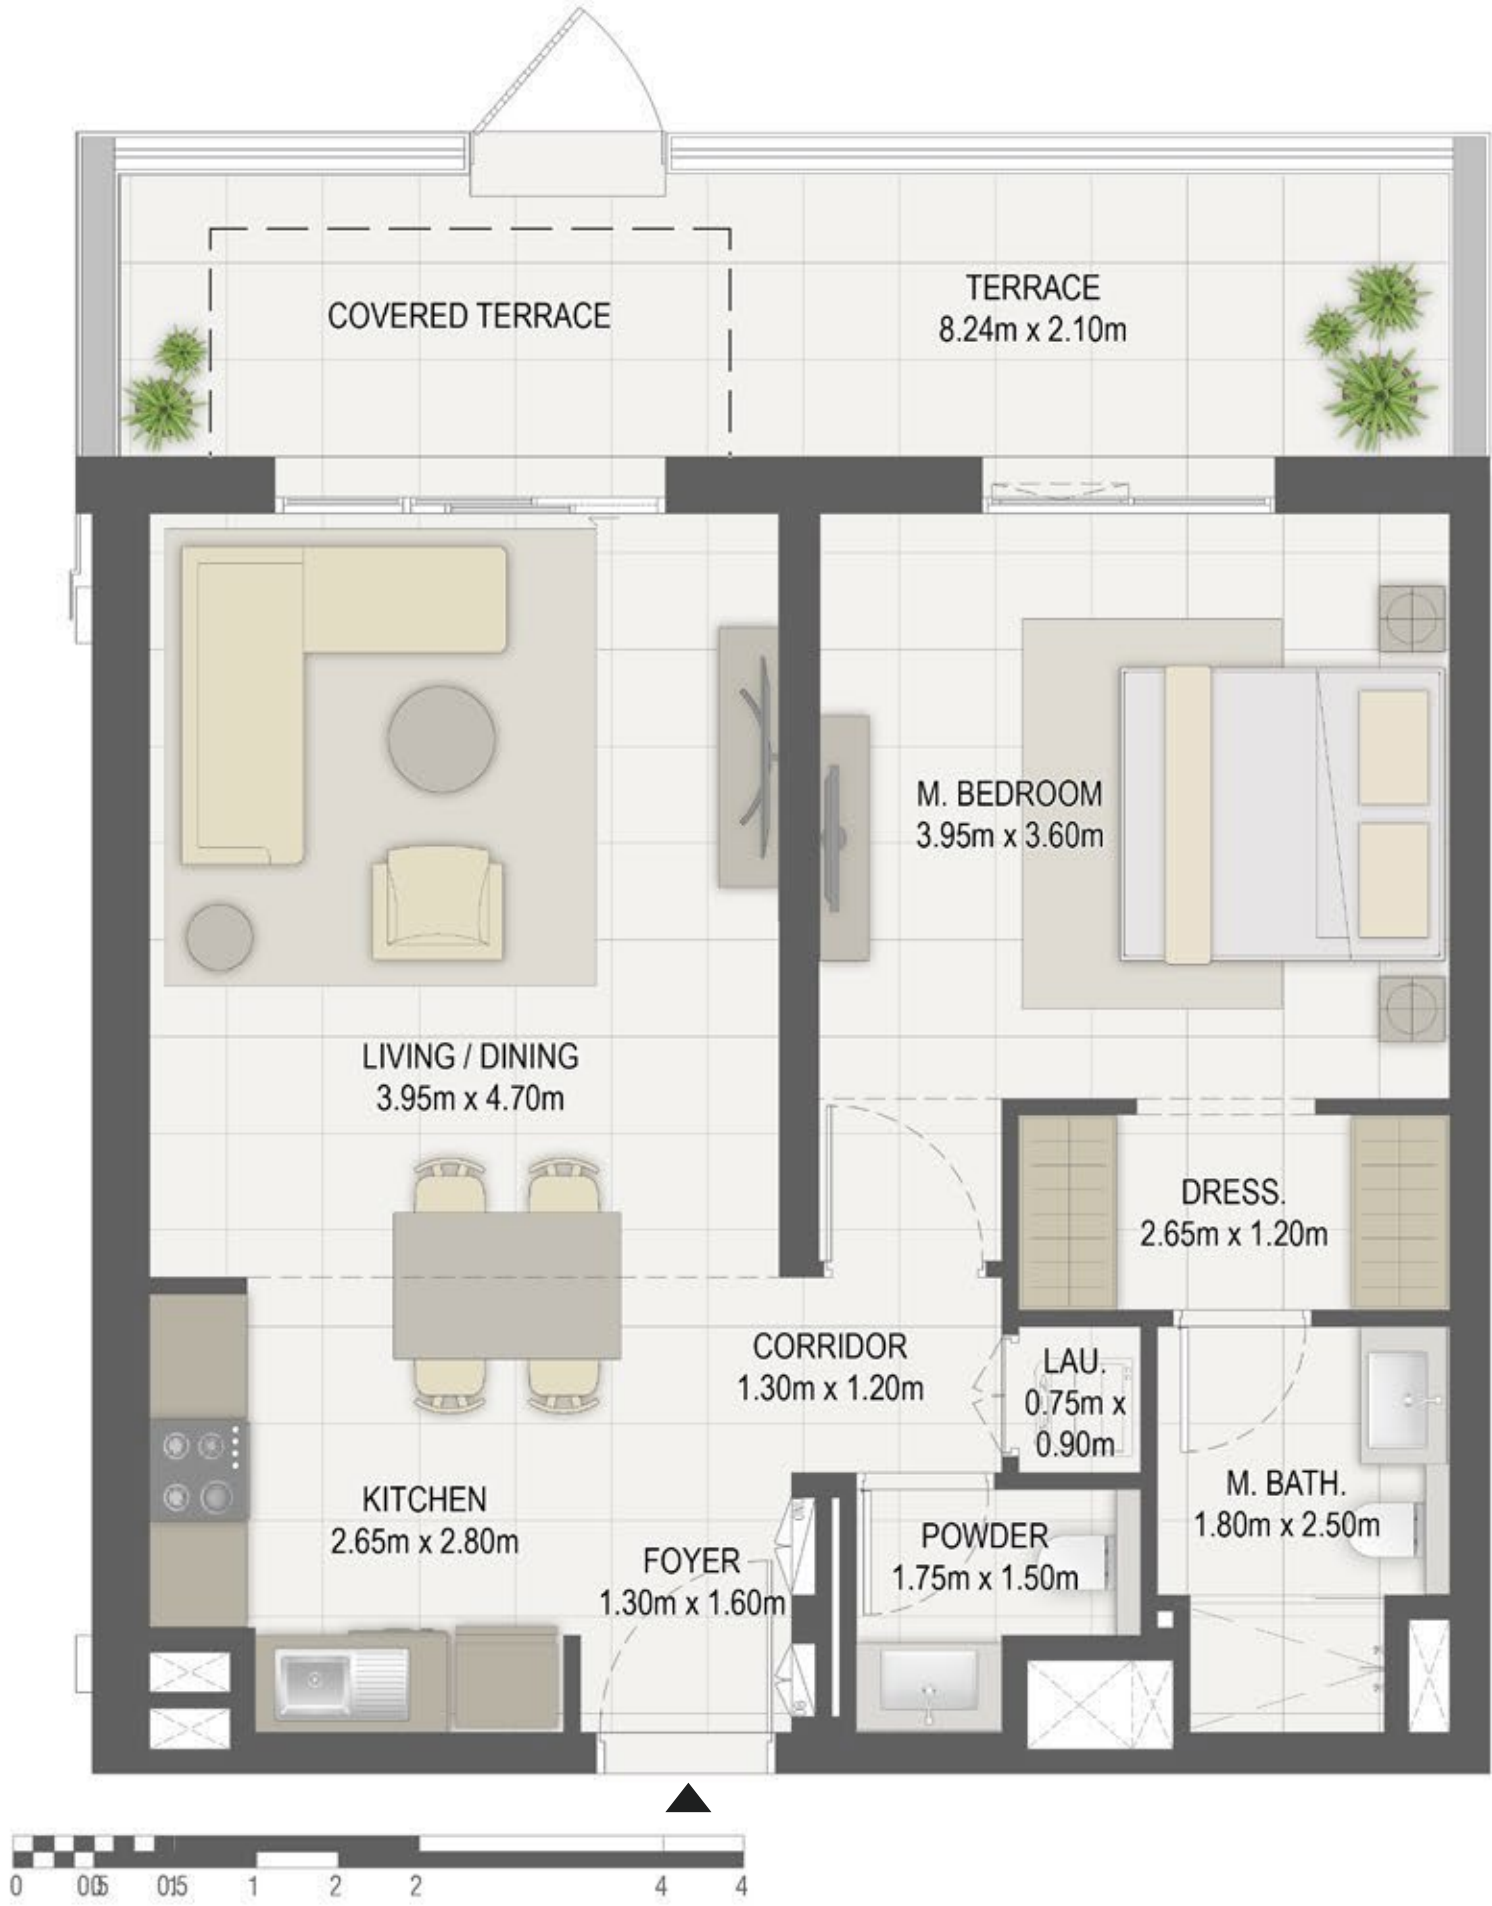 COVERED TERRACE
TERRACE
8.24m x 2.10m
M. BEDROOM
3.95m x 3.60m
LIVING / DINING
3.95m x 4.70m
DRESS.
2.65m x 1.20m
CORRIDOR
1.30m x 1.20m
LAU.
0.75m x
0.90m
KITCHEN
2.65m x 2.80m
FOYER
1.30m x 1.60m
POWDER
1.75m x 1.50m
M. BATH.
1.80m x 2.50m
0 1 2 2 4 4